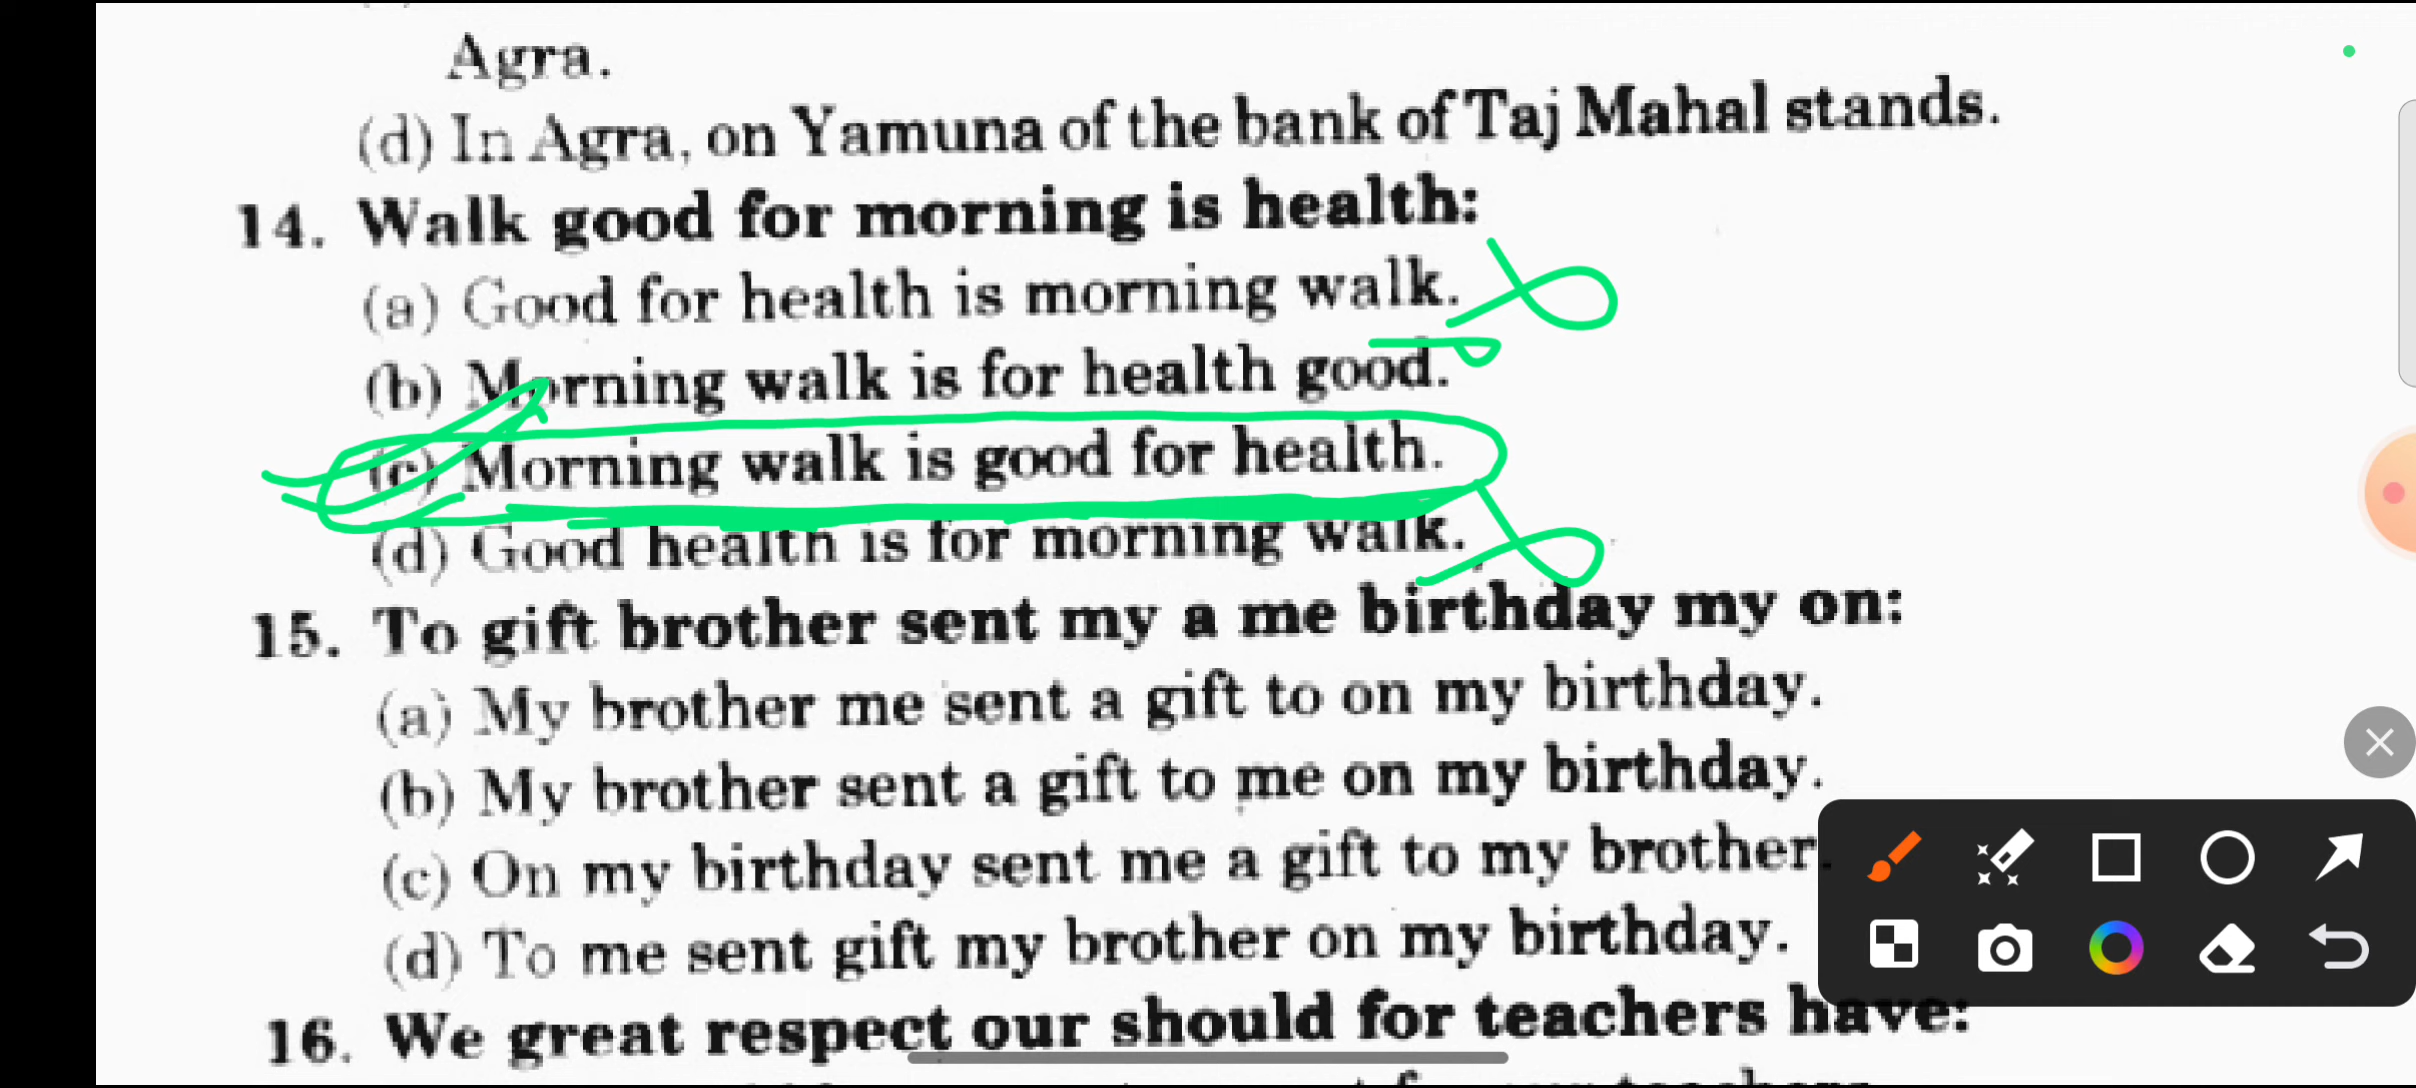 Agra.
(d) In Agra, on Yamuna of the bank of Taj Mahal stands.
14. Walk good for morning is health:
(a) Good for health is morning walk.
(b) Morning walk is for health good.
(c) Morning walk is good for health.
(d) Good health is for morning walk.
15. To gift brother sent my a me birthday my on:
(a) My brother me sent a gift to on my birthday.
(b) My brother sent a gift to me on my birthday.
(c) On my birthday sent me a gift to my brother.
(d) To me sent gift my brother on my birthday.
16. We great respect our should for teachers have: